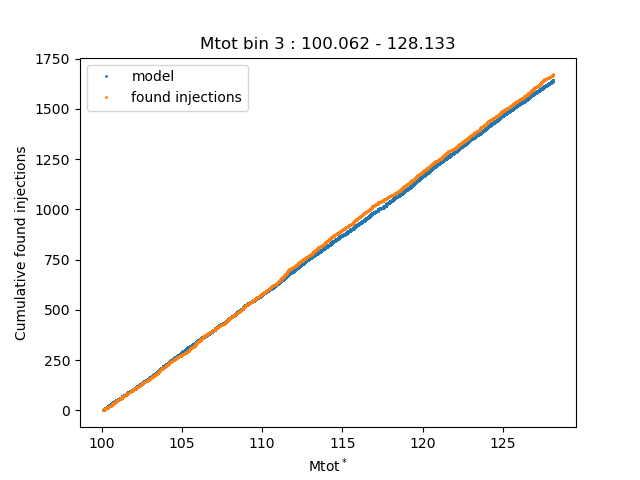 Mtot bin 3 : 100.062 - 128.133
model
found injections
Cumulative found injections
1750
1500
1250
1000
750
500
250
0
100 105 110 115 120 125
Mtot*